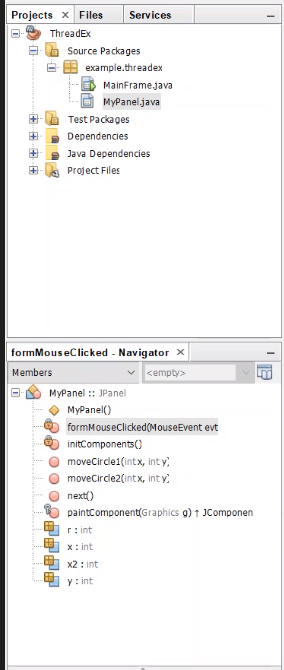 Projects × Files Services
ThreadEx
Source Packages
example.threadex
MainFrame.java
MyPanel.java
Test Packages
Dependencies
Java Dependencies
Project Files
formMouseClicked - Navigator ×
Members <empty>
MyPanel :: JPanel
MyPanel()
formMouseClicked(MouseEvent evt
initComponents()
moveCircle1(int x, int y)
moveCircle2(int x, int y)
next()
paintComponent(Graphics g) ↑ JComponen
r : int
x : int
x2 : int
y : int